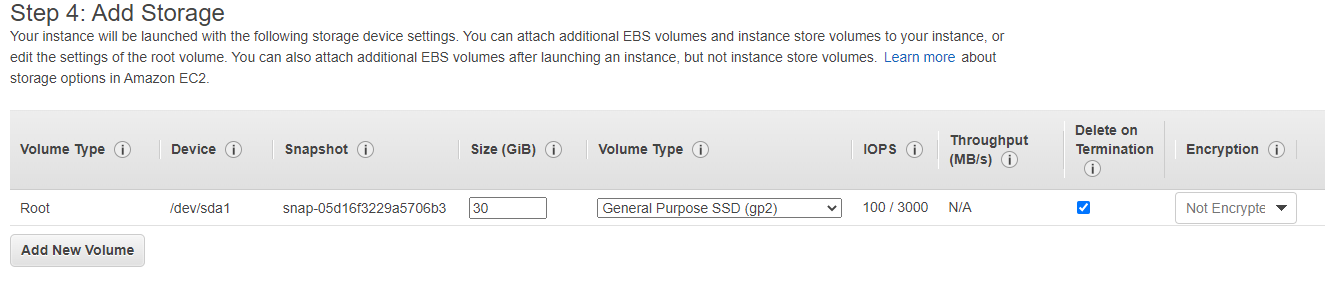 Step 4: Add Storage
Your instance will be launched with the following storage device settings. You can attach additional EBS volumes and instance store volumes to your instance, or
edit the settings of the root volume. You can also attach additional EBS volumes after launching an instance, but not instance store volumes. Learn more about
storage options in Amazon EC2.
Volume Type i Device i Snapshot i Size (GiB) i Volume Type i IOPS i Throughput (MB/s) i Delete on Termination i Encryption i
Root /dev/sda1 snap-05d16f3229a5706b3 30 General Purpose SSD (gp2) 100 / 3000 N/A Not Encrypte
Add New Volume